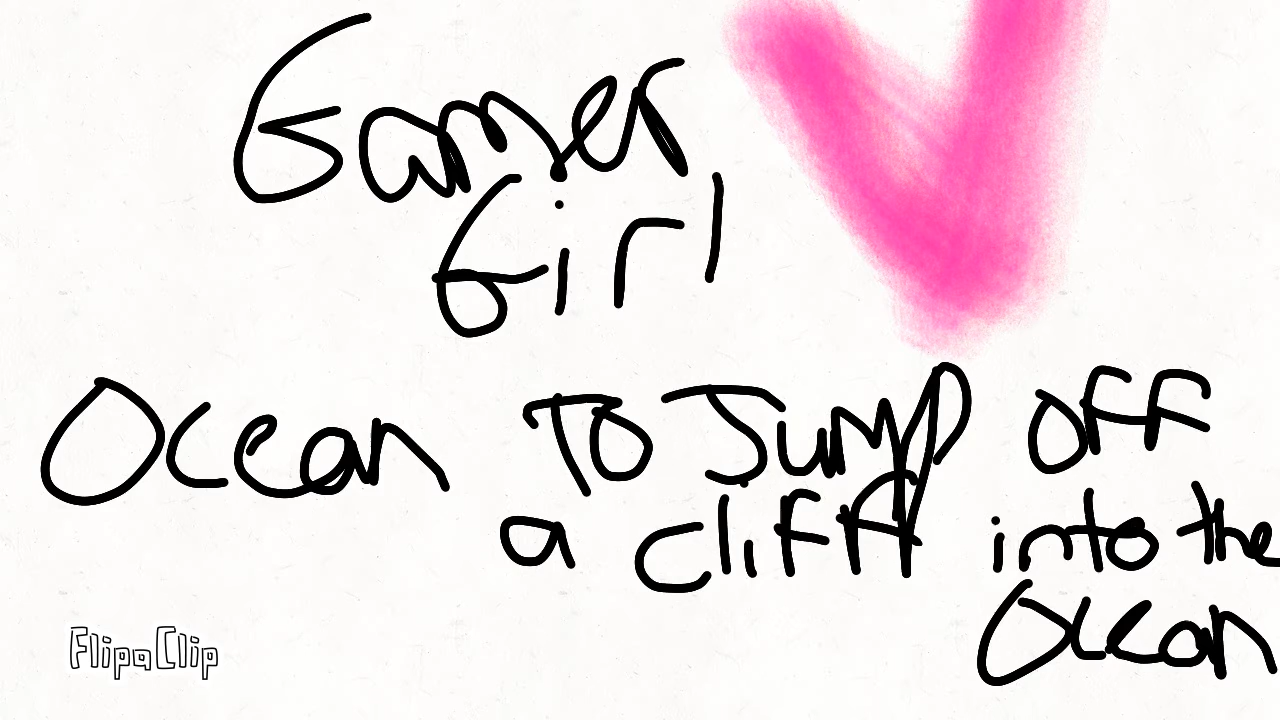 Gamer
Girl
Ocean To Jump off
a cliff into the
Ocean
FlipaClip